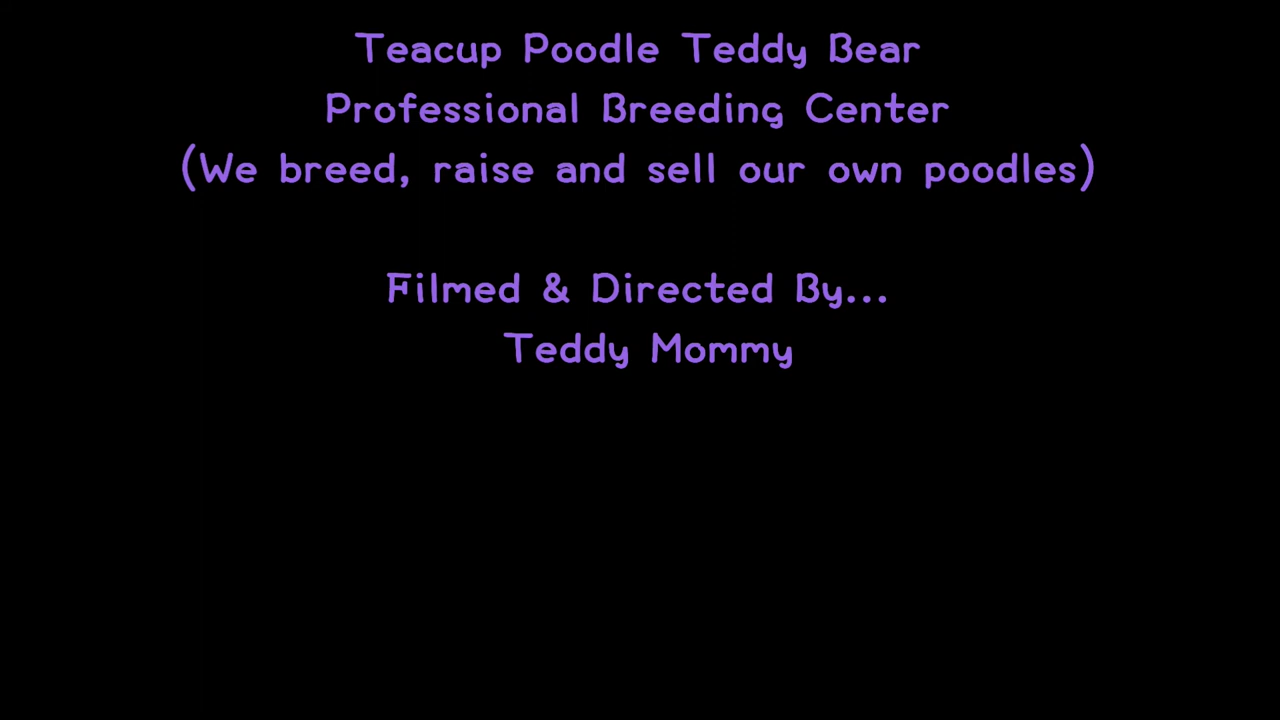 Teacup Poodle Teddy Bear
Professional Breeding Center
(We breed, raise and sell our own poodles)
Filmed & Directed By...
Teddy Mommy